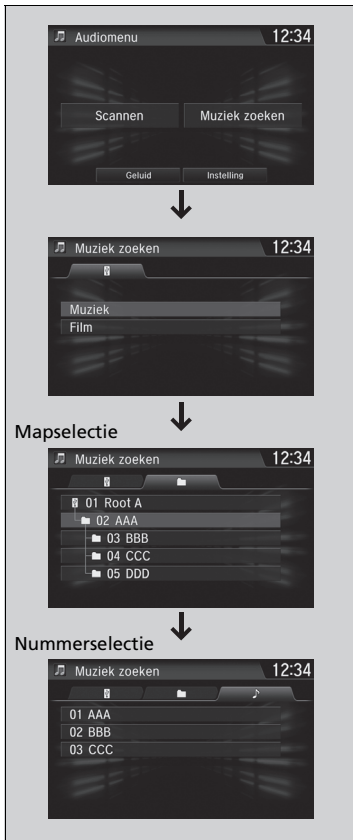 Audiomenu 12:34
Scannen Muziek zoeken
Geluid Instelling
Muziek zoeken 12:34
Muziek
Film
Mapselectie
Muziek zoeken 12:34
01 Root A
02 AAA
03 BBB
04 CCC
05 DDD
Nummerselectie
Muziek zoeken 12:34
01 AAA
02 BBB
03 CCC